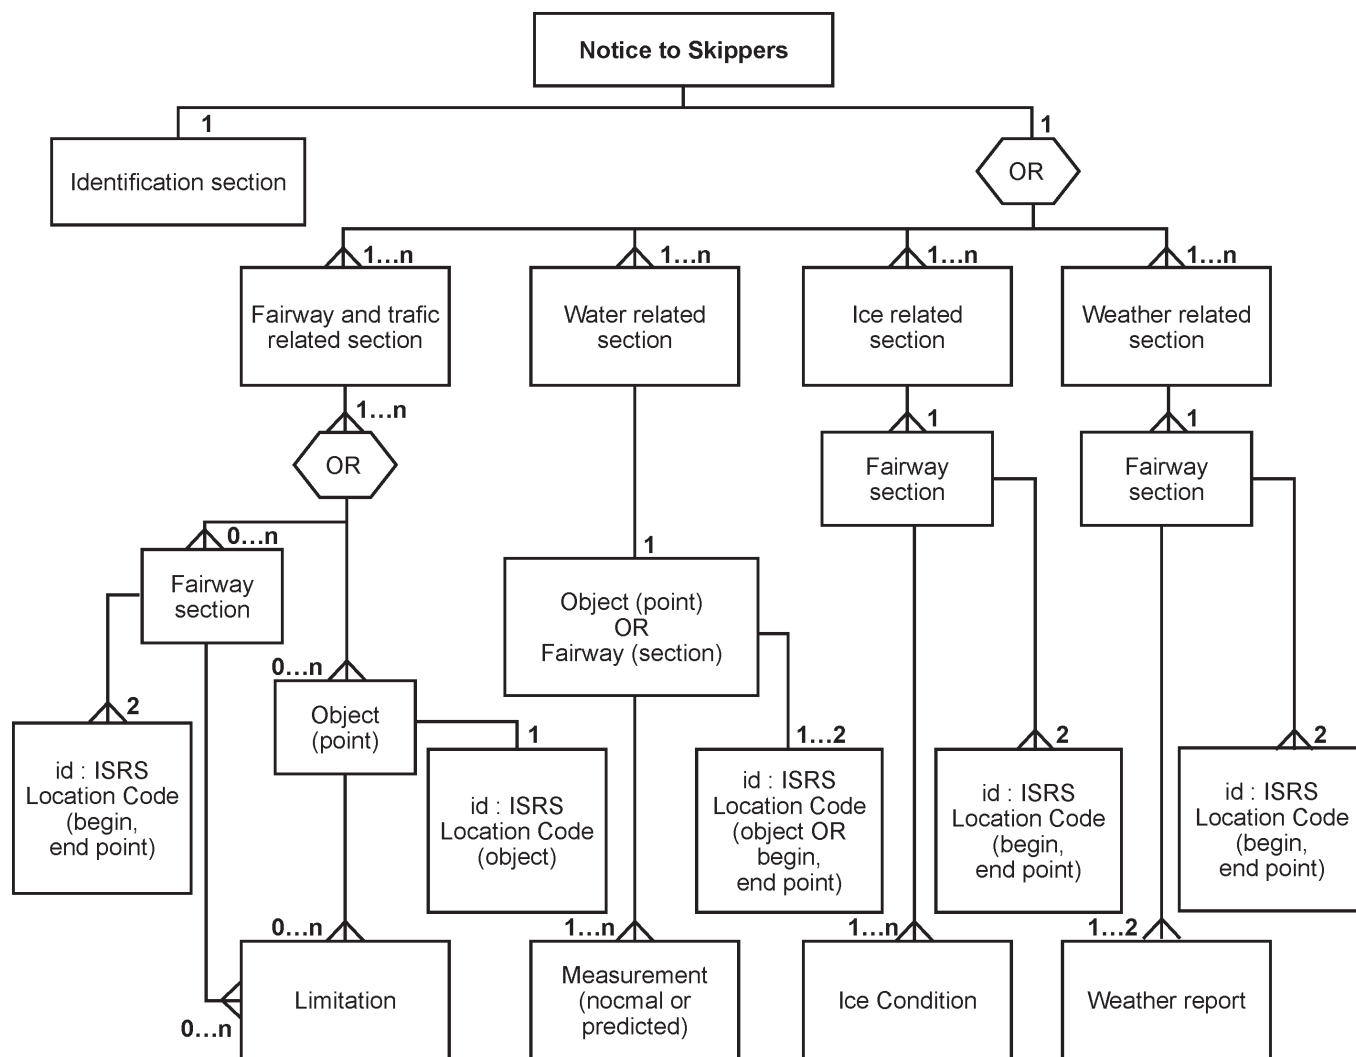 Notice to Skippers
1
1
Identification section
OR
1…n
1…n
1…n
1…n
Fairway and trafic
related section
Water related
section
Ice related
section
Weather related
section
1…n
1
1
OR
Fairway
section
Fairway
section
0…n
Fairway
section
1
Object (point)
OR
Fairway (section)
0…n
2
Object
(point)
1
1…2
2
2
id : ISRS
Location Code
(begin,
end point)
id : ISRS
Location Code
(object)
id : ISRS
Location Code
(object OR
begin,
end point)
id : ISRS
Location Code
(begin,
end point)
id : ISRS
Location Code
(begin,
end point)
0…n
1…n
1…n
1…2
Limitation
0…n
Measurement
(nocmal or
predicted)
Ice Condition
Weather report